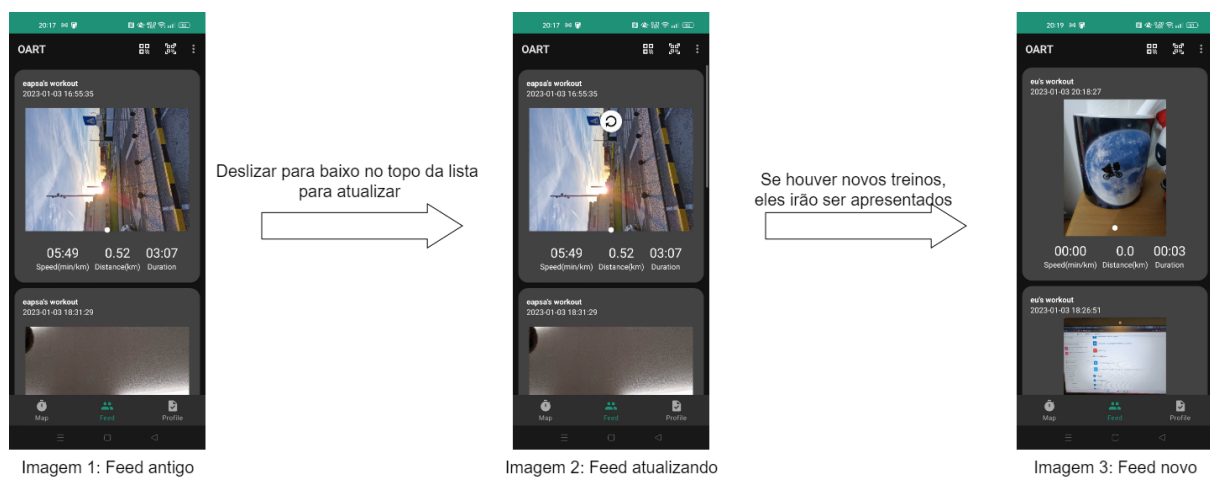 20:17
OART
eapsa's workout
2023-01-03 16:55:35
05:49 0.52 03:07
Speed(min/km) Distance(km) Duration
eapsa's workout
2023-01-03 18:31:29
Map Feed Profile
Imagem 1: Feed antigo
Deslizar para baixo no topo da lista
para atualizar
20:17
OART
eapsa's workout
2023-01-03 16:55:35
05:49 0.52 03:07
Speed(min/km) Distance(km) Duration
eapsa's workout
2023-01-03 18:31:29
Map Feed Profile
Imagem 2: Feed atualizando
Se houver novos treinos,
eles irão ser apresentados
20:19
OART
eu's workout
2023-01-03 20:18:27
00:00 0.0 00:03
Speed(min/km) Distance(km) Duration
eu's workout
2023-01-03 18:26:51
Map Feed Profile
Imagem 3: Feed novo